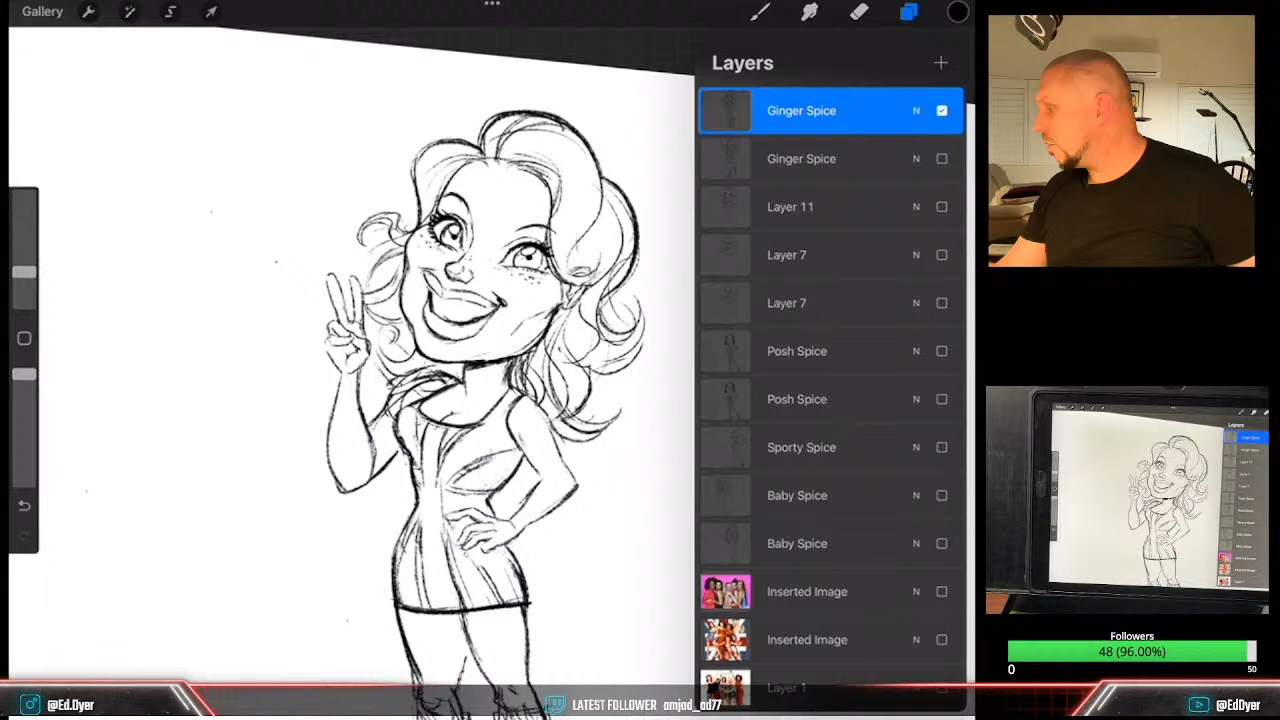 Gallery
Layers
Ginger Spice N
Ginger Spice N
Layer 11 N
Layer 7 N
Layer 7 N
Posh Spice N
Posh Spice N
Sporty Spice N
Baby Spice N
Baby Spice N
Inserted Image N
Inserted Image N
Layer 1
Followers
48 (96.00%)
0
50
@Ed.Dyer
LATEST FOLLOWER amjad_ad77
@EdDyer